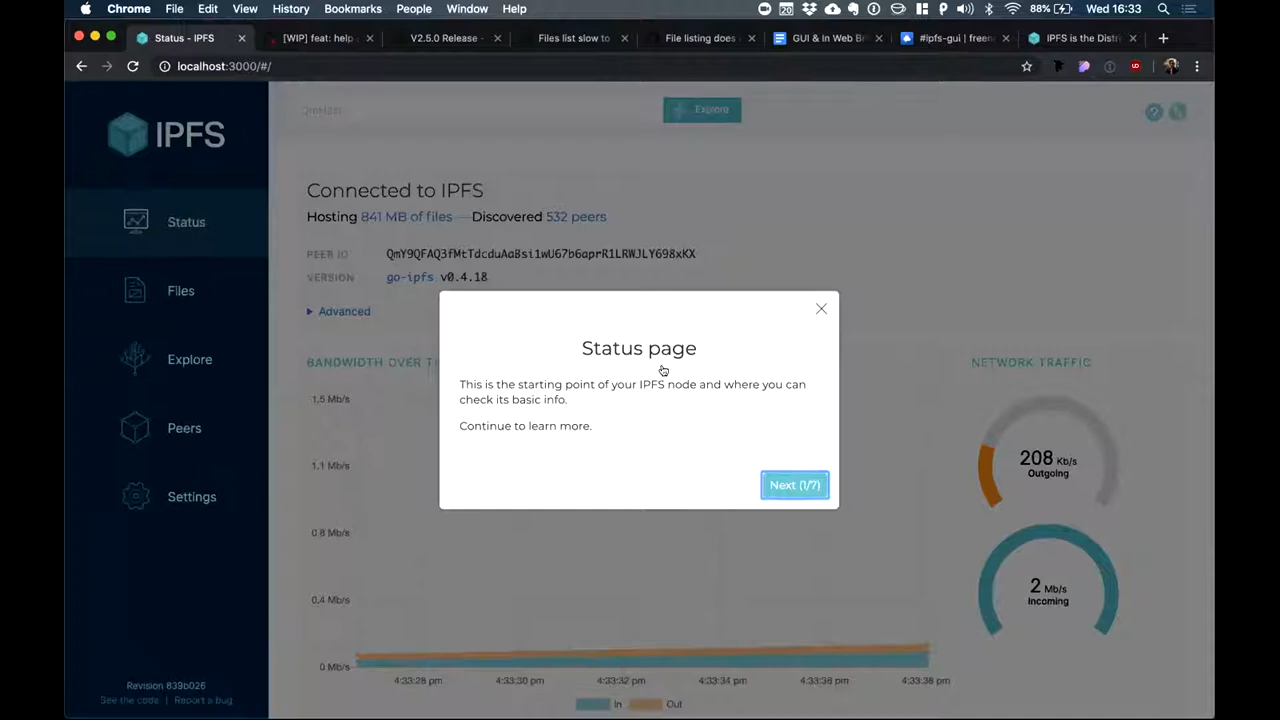 Chrome File Edit View History Bookmarks People Window Help 20 88% Wed 16:33
Status - IPFS [WIP] feat: help V2.5.0 Release - Files list slow to File listing does GUI & In Web Br #ipfs-gui | freen IPFS is the Distri
localhost:3000/#/
IPFS
Explore
Status
Files
Explore
Peers
Settings
Revision 839b026
See the code | Report a bug
Connected to IPFS
Hosting 841 MB of files — Discovered 532 peers
PEER ID QmY9QFAQ3fMtTdcduAaBsi1wU67b6aprR1LRWJLY698xKX
VERSION go-ipfs v0.4.18
Advanced
BANDWIDTH OVER TI
NETWORK TRAFFIC
Status page
This is the starting point of your IPFS node and where you can
check its basic info.
Continue to learn more.
Next (1/7)
1.5 Mb/s
1.1 Mb/s
0.8 Mb/s
0.4 Mb/s
0 Mb/s
4:33:28 pm 4:33:30 pm 4:33:32 pm 4:33:34 pm 4:33:36 pm 4:33:38 pm
In Out
208 Kb/s
Outgoing
2 Mb/s
Incoming